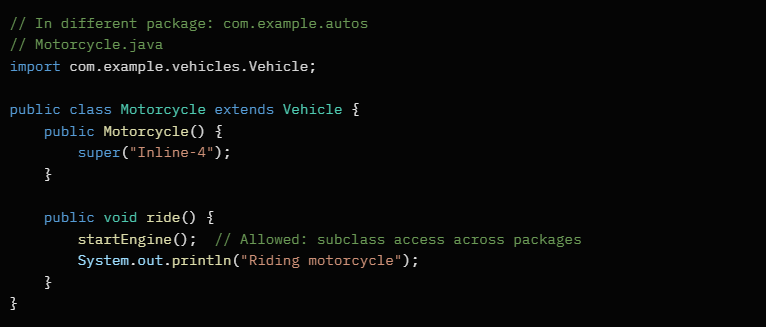 // In different package: com.example.autos
// Motorcycle.java
import com.example.vehicles.Vehicle;

public class Motorcycle extends Vehicle {
    public Motorcycle() {
        super("Inline-4");
    }

    public void ride() {
        startEngine();  // Allowed: subclass access across packages
        System.out.println("Riding motorcycle");
    }
}